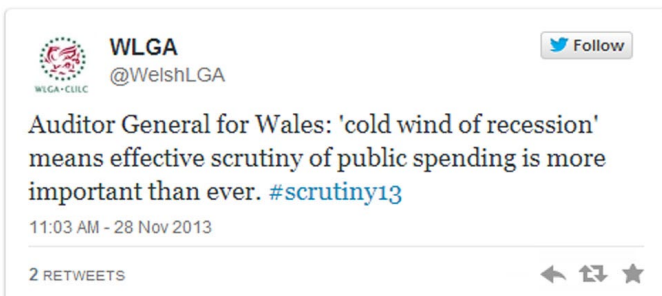 WLGA
@WelshLGA
Follow
WLGA•CLILC
Auditor General for Wales: 'cold wind of recession'
means effective scrutiny of public spending is more
important than ever. #scrutiny13
11:03 AM - 28 Nov 2013
2 RETWEETS